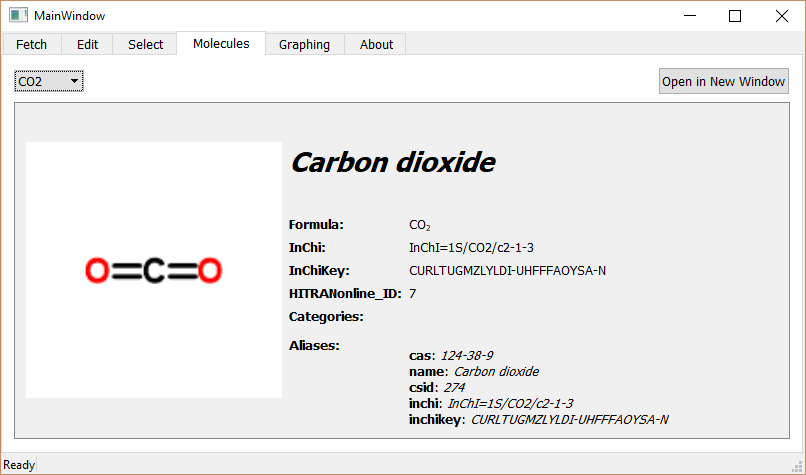 MainWindow
Fetch Edit Select Molecules Graphing About
CO2 Open in New Window
Carbon dioxide
O=C=O
Formula: CO₂
InChi: InChI=1S/CO2/c2-1-3
InChiKey: CURLTUGMZLYLDI-UHFFFAOYSA-N
HITRANonline_ID: 7
Categories:
Aliases:
cas: 124-38-9
name: Carbon dioxide
csid: 274
inchi: InChI=1S/CO2/c2-1-3
inchikey: CURLTUGMZLYLDI-UHFFFAOYSA-N
Ready